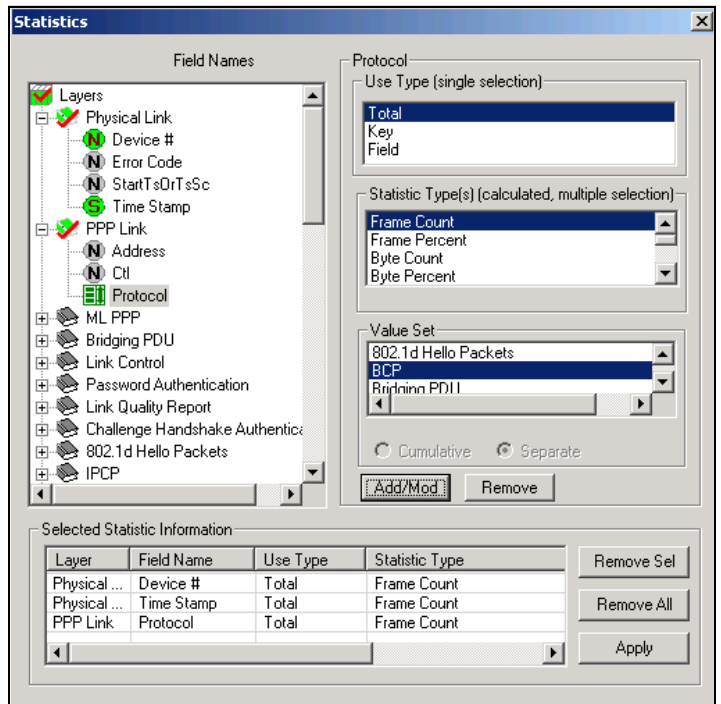 Statistics
Field Names
Layers
Physical Link
N Device #
N Error Code
N StartTsOrTsSc
S Time Stamp
PPP Link
N Address
N Ctl
Protocol
ML PPP
Bridging PDU
Link Control
Password Authentication
Link Quality Report
Challenge Handshake Authentica
802.1d Hello Packets
IPCP
Protocol
Use Type (single selection)
Total
Key
Field
Statistic Type(s) (calculated, multiple selection)
Frame Count
Frame Percent
Byte Count
Byte Percent
Value Set
802.1d Hello Packets
BCP
Bridging PDU
Cumulative Separate
Add/Mod Remove
Selected Statistic Information
Layer Field Name Use Type Statistic Type
Physical ... Device # Total Frame Count
Physical ... Time Stamp Total Frame Count
PPP Link Protocol Total Frame Count
Remove Sel
Remove All
Apply